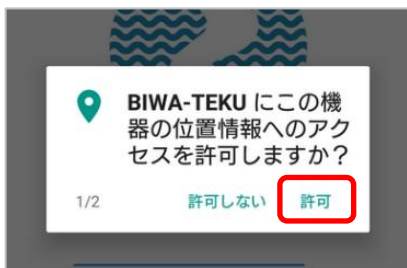 BIWA-TEKU にこの機
器の位置情報へのアク
セスを許可しますか？
1/2 許可しない 許可